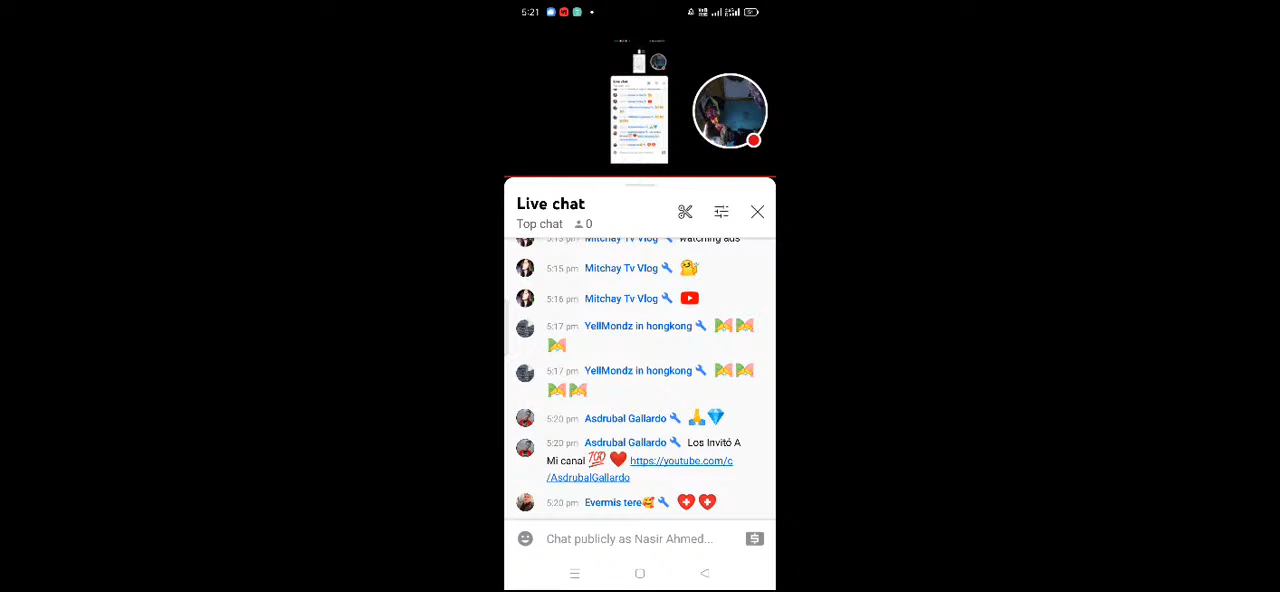 5:21
Live chat
Top chat 0
5:15 pm Mitchay Tv Vlog watching ads
5:15 pm Mitchay Tv Vlog
5:16 pm Mitchay Tv Vlog
5:17 pm YellMondz in hongkong
5:17 pm YellMondz in hongkong
5:20 pm Asdrubal Gallardo 🙏💎
5:20 pm Asdrubal Gallardo Los Invitó A
Mi canal 💯❤️ https://youtube.com/c
/AsdrubalGallardo
5:20 pm Evermis tere🥰
Chat publicly as Nasir Ahmed...